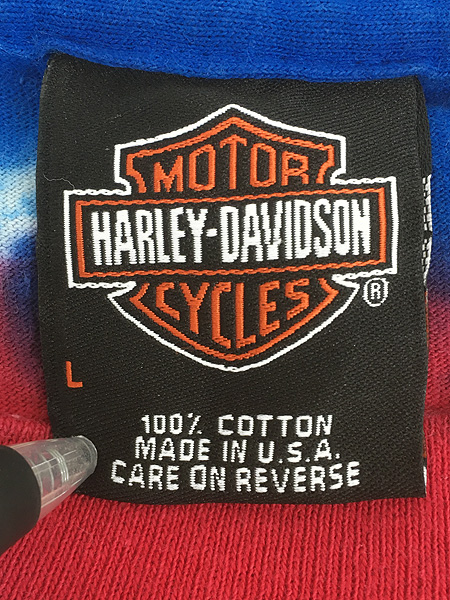 MOTOR
HARLEY-DAVIDSON
CYCLES
®
L
100% COTTON
MADE IN U.S.A.
CARE ON REVERSE